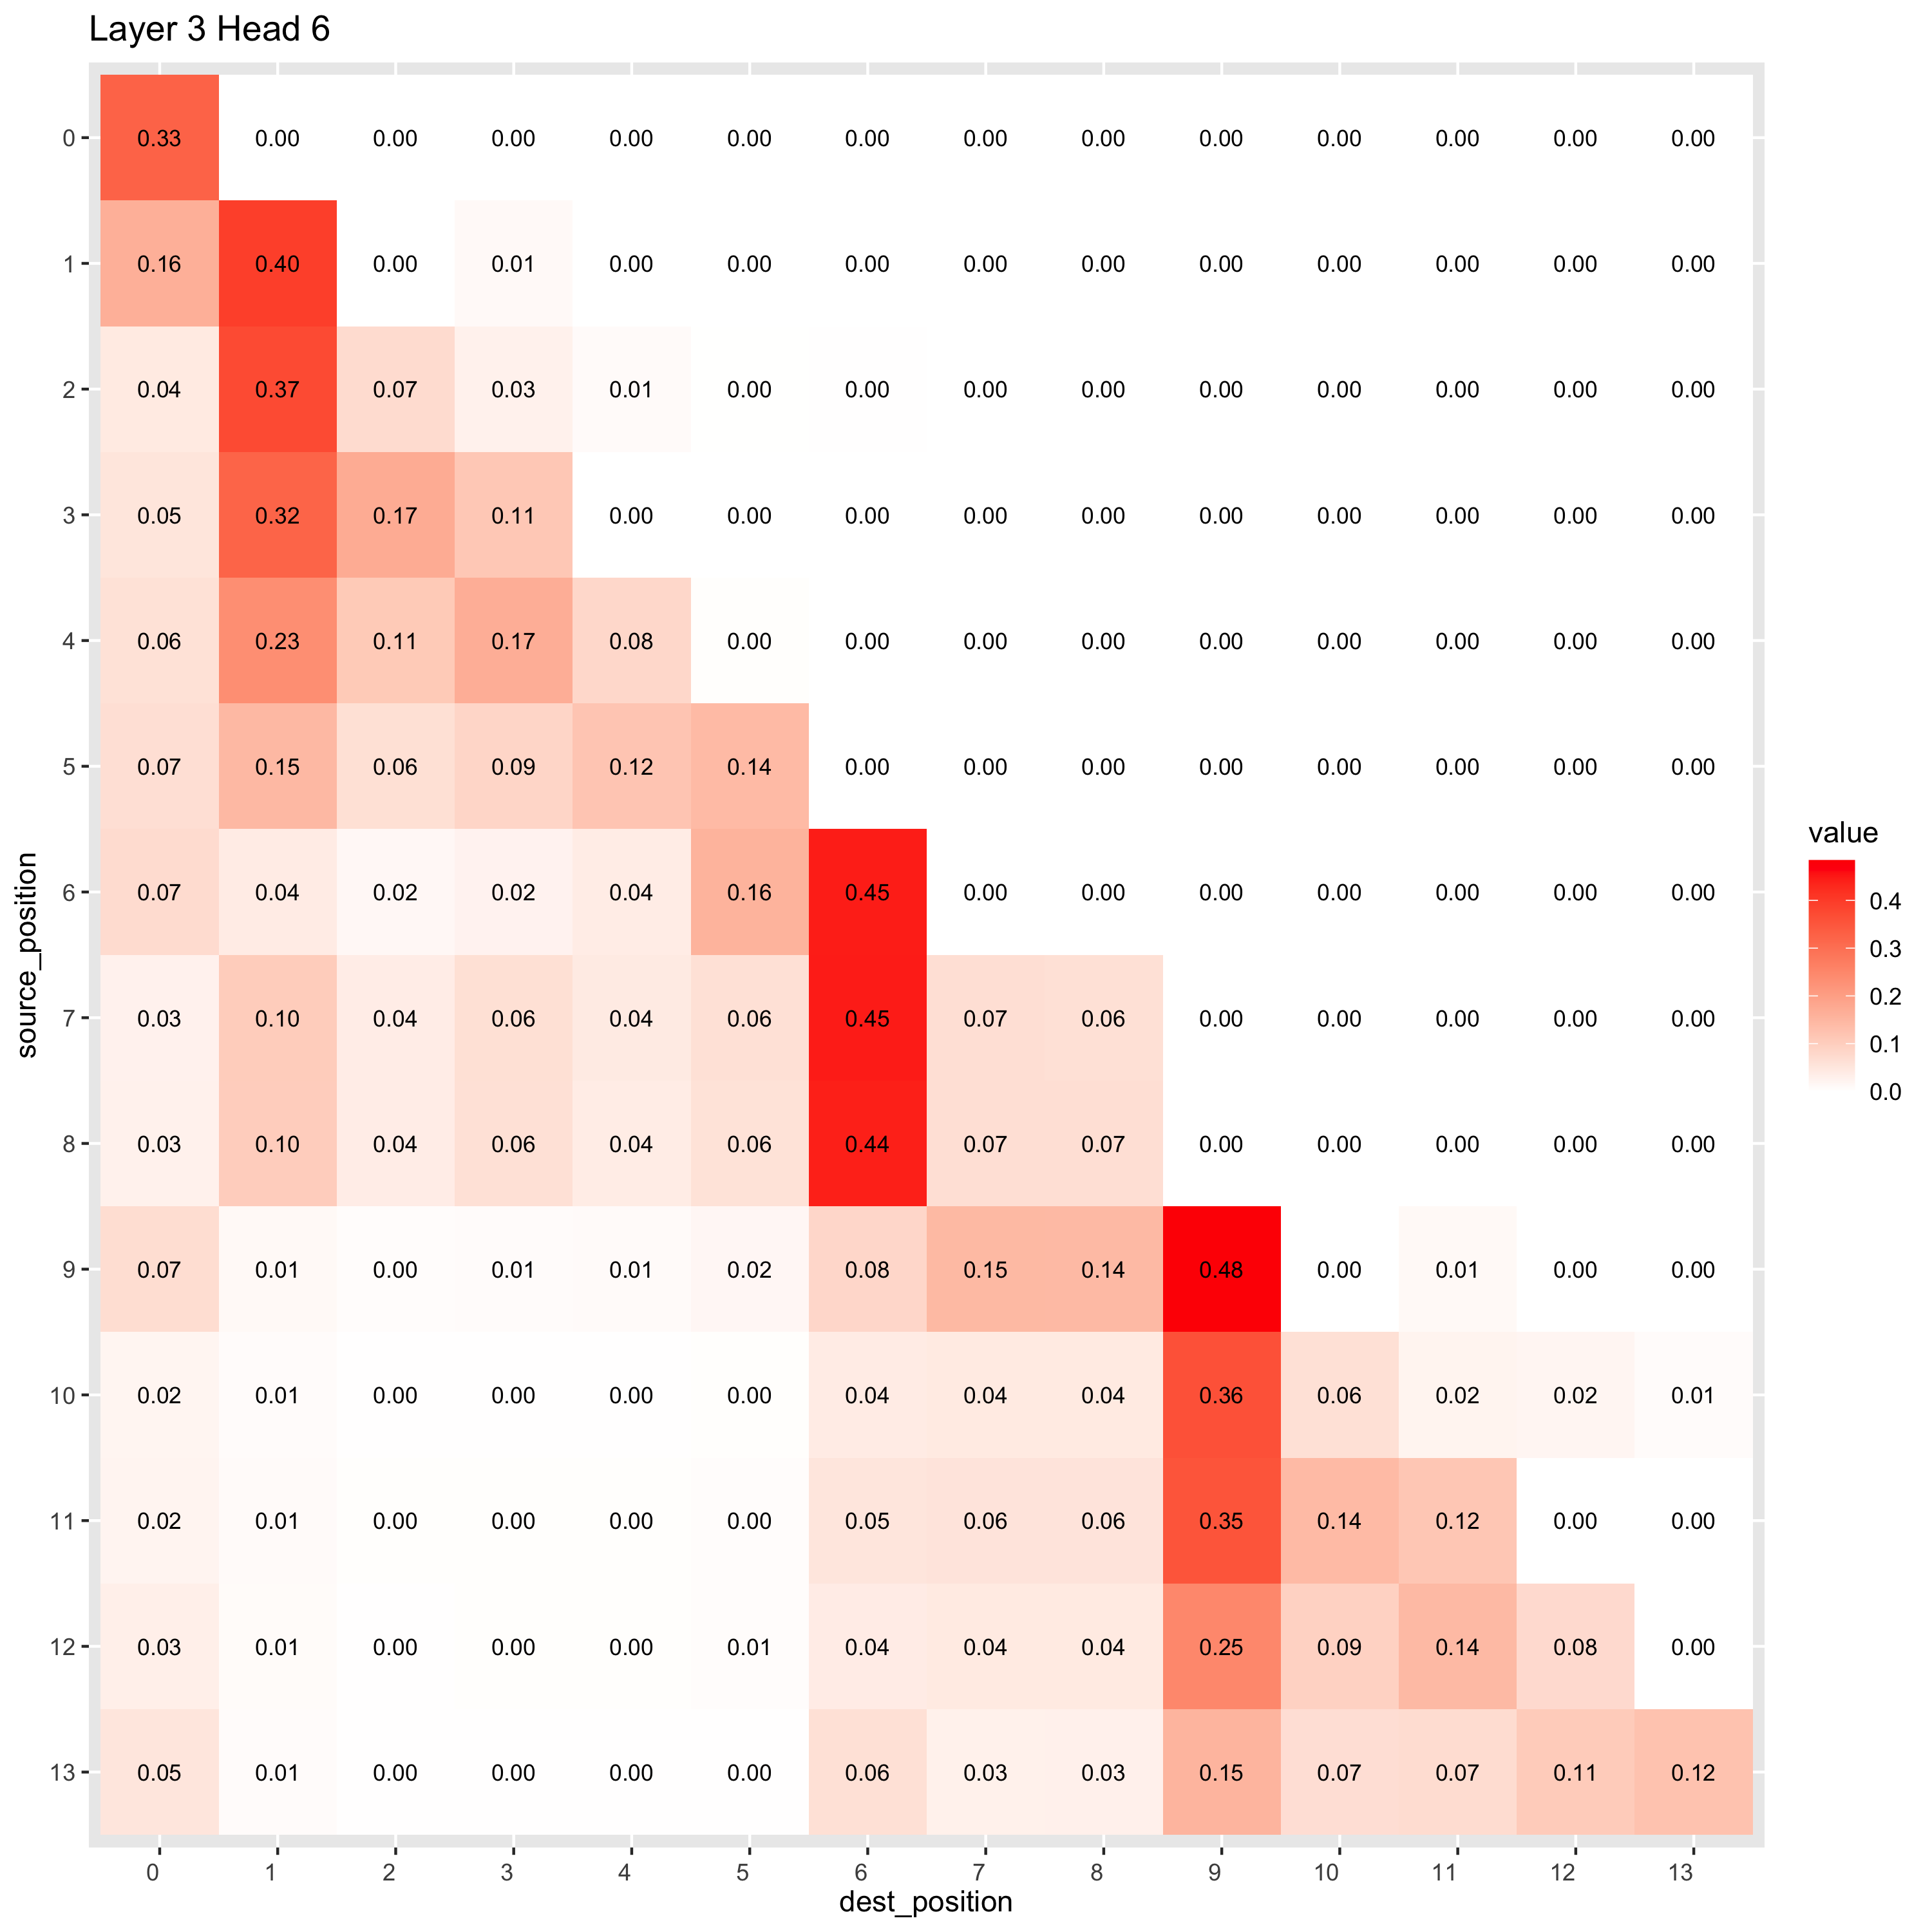 Layer 3 Head 6
0 0.33 0.00 0.00 0.00 0.00 0.00 0.00 0.00 0.00 0.00 0.00 0.00 0.00 0.00
1 0.16 0.40 0.00 0.01 0.00 0.00 0.00 0.00 0.00 0.00 0.00 0.00 0.00 0.00
2 0.04 0.37 0.07 0.03 0.01 0.00 0.00 0.00 0.00 0.00 0.00 0.00 0.00 0.00
3 0.05 0.32 0.17 0.11 0.00 0.00 0.00 0.00 0.00 0.00 0.00 0.00 0.00 0.00
4 0.06 0.23 0.11 0.17 0.08 0.00 0.00 0.00 0.00 0.00 0.00 0.00 0.00 0.00
5 0.07 0.15 0.06 0.09 0.12 0.14 0.00 0.00 0.00 0.00 0.00 0.00 0.00 0.00
6 0.07 0.04 0.02 0.02 0.04 0.16 0.45 0.00 0.00 0.00 0.00 0.00 0.00 0.00
7 0.03 0.10 0.04 0.06 0.04 0.06 0.45 0.07 0.06 0.00 0.00 0.00 0.00 0.00
8 0.03 0.10 0.04 0.06 0.04 0.06 0.44 0.07 0.07 0.00 0.00 0.00 0.00 0.00
9 0.07 0.01 0.00 0.01 0.01 0.02 0.08 0.15 0.14 0.48 0.00 0.01 0.00 0.00
10 0.02 0.01 0.00 0.00 0.00 0.00 0.04 0.04 0.04 0.36 0.06 0.02 0.02 0.01
11 0.02 0.01 0.00 0.00 0.00 0.00 0.05 0.06 0.06 0.35 0.14 0.12 0.00 0.00
12 0.03 0.01 0.00 0.00 0.00 0.01 0.04 0.04 0.04 0.25 0.09 0.14 0.08 0.00
13 0.05 0.01 0.00 0.00 0.00 0.00 0.06 0.03 0.03 0.15 0.07 0.07 0.11 0.12
0 1 2 3 4 5 6 7 8 9 10 11 12 13
dest_position
source_position
value
0.4
0.3
0.2
0.1
0.0